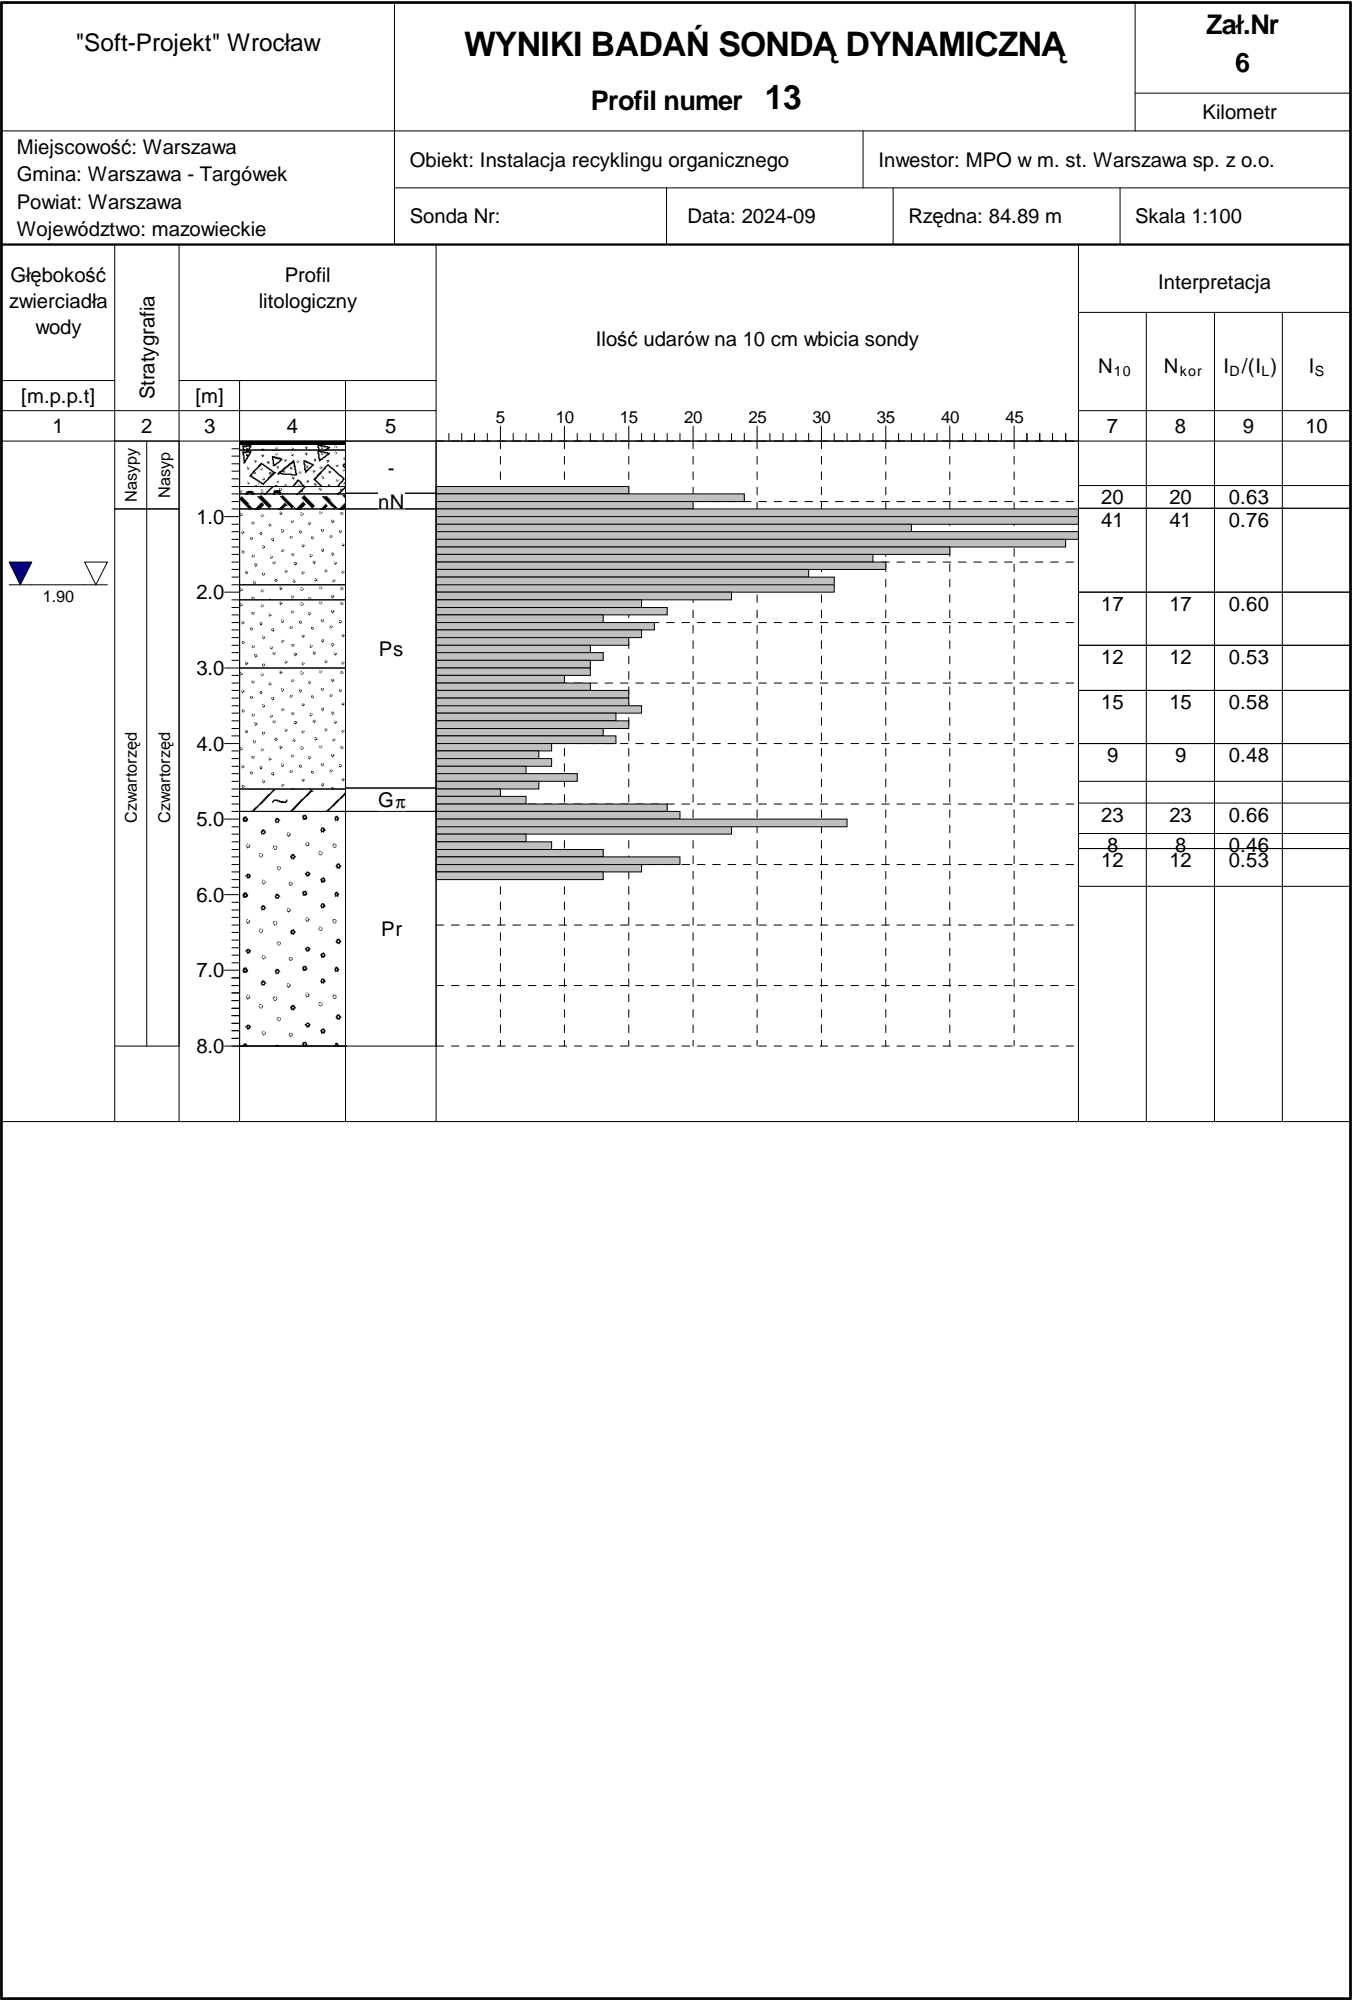 "Soft-Projekt" Wrocław
WYNIKI BADAŃ SONDĄ DYNAMICZNĄ
Profil numer 13
Zał.Nr
6
Kilometr
Miejscowość: Warszawa
Gmina: Warszawa - Targówek
Powiat: Warszawa
Województwo: mazowieckie
Obiekt: Instalacja recyklingu organicznego
Inwestor: MPO w m. st. Warszawa sp. z o.o.
Sonda Nr:
Data: 2024-09
Rzędna: 84.89 m
Skala 1:100
Głębokość
zwierciadła
wody
[m.p.p.t]
Stratygrafia
Profil
litologiczny
[m]
Ilość udarów na 10 cm wbicia sondy
Interpretacja
N10 Nkor ID/(IL) IS
1 2 3 4 5
5 10 15 20 25 30 35 40 45
7 8 9 10
Nasypy
Nasyp
-
nN
20 20 0.63
1.0
41 41 0.76
1.90
2.0
17 17 0.60
Ps
12 12 0.53
3.0
15 15 0.58
4.0
9 9 0.48
Czwartorzęd
Czwartorzęd
Gπ
5.0
23 23 0.66
8 8 0.46
12 12 0.53
6.0
Pr
7.0
8.0